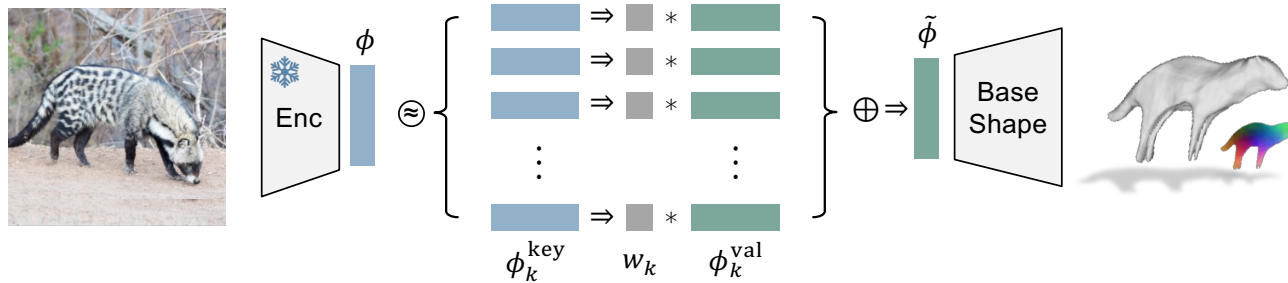 ϕ
Enc
≈
⇒ ∗
⇒ ∗
⇒ ∗
⋮ ⋮
⇒ ∗
ϕ_k^key w_k ϕ_k^val
⊕ ⇒
ϕ̃
Base
Shape